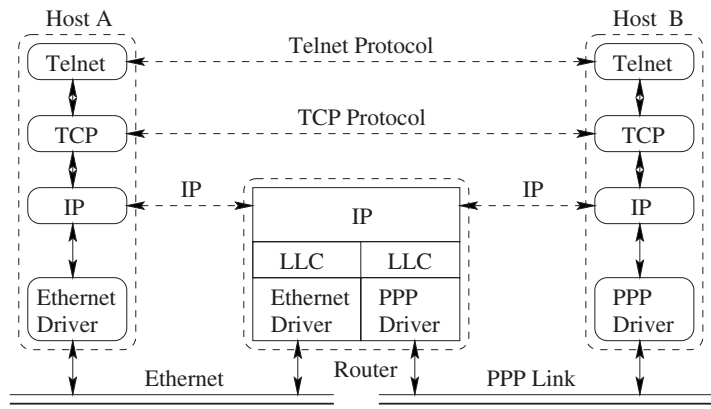 Host A
Host B
Telnet Protocol
Telnet
Telnet
TCP Protocol
TCP
TCP
IP
IP
IP
IP
IP
LLC
LLC
Ethernet
Driver
Ethernet
Driver
PPP
Driver
PPP
Driver
Ethernet
Router
PPP Link